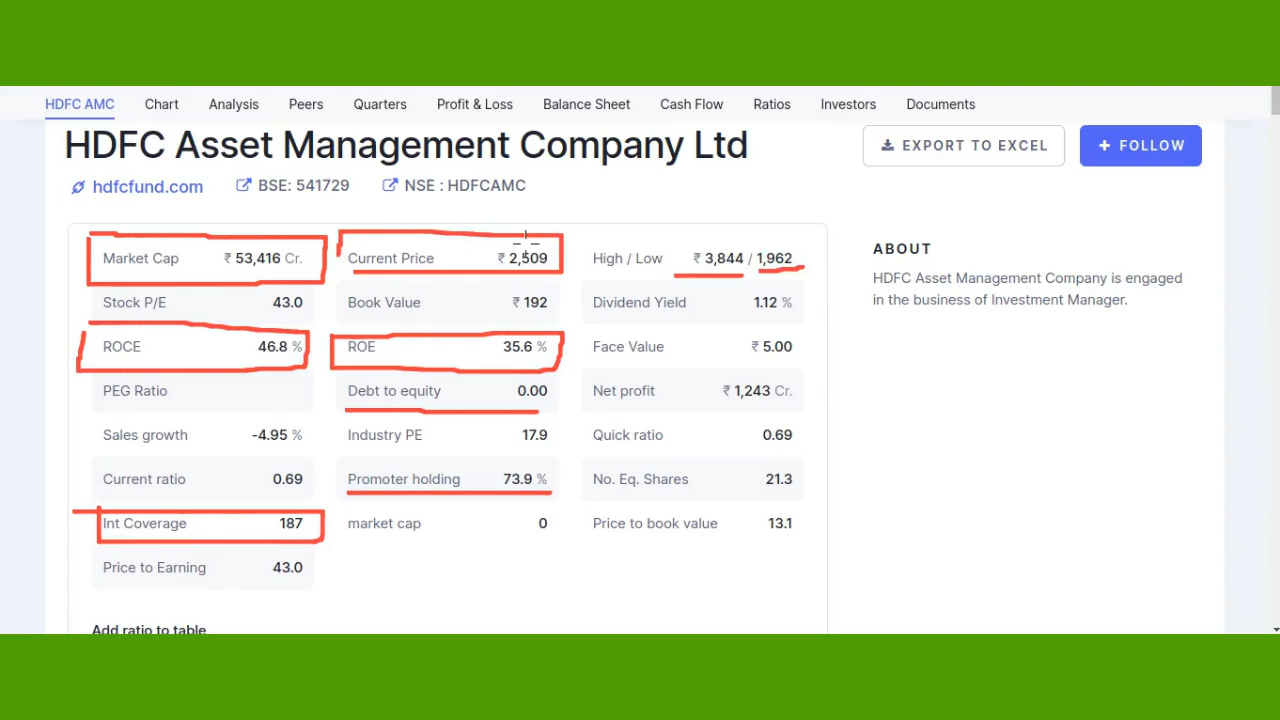 HDFC AMC Chart Analysis Peers Quarters Profit & Loss Balance Sheet Cash Flow Ratios Investors Documents
HDFC Asset Management Company Ltd
EXPORT TO EXCEL
+ FOLLOW
hdfcfund.com BSE: 541729 NSE : HDFCAMC
Market Cap ₹ 53,416 Cr. Current Price ₹ 2,509 High / Low ₹ 3,844 / 1,962
Stock P/E 43.0 Book Value ₹ 192 Dividend Yield 1.12 %
ROCE 46.8 % ROE 35.6 % Face Value ₹ 5.00
PEG Ratio Debt to equity 0.00 Net profit ₹ 1,243 Cr.
Sales growth -4.95 % Industry PE 17.9 Quick ratio 0.69
Current ratio 0.69 Promoter holding 73.9 % No. Eq. Shares 21.3
Int Coverage 187 market cap 0 Price to book value 13.1
Price to Earning 43.0
Add ratio to table
ABOUT
HDFC Asset Management Company is engaged
in the business of Investment Manager.